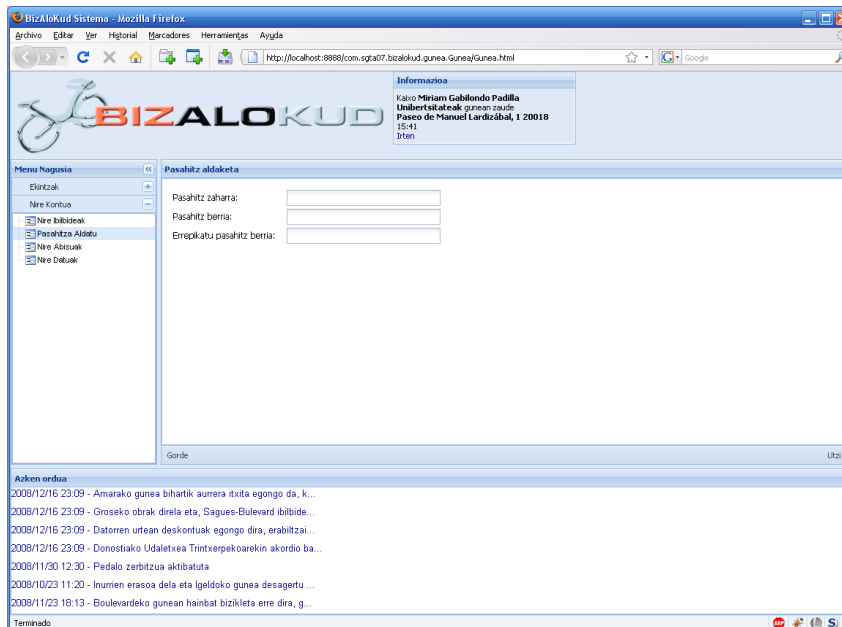 BizAloKud Sistema - Mozilla Firefox
Archivo Editar Ver Historial Marcadores Herramientas Ayuda
http://localhost:8888/com.sgta07.bizalokud.gunea.Gunea/Gunea.html
G Google
BIZALOKUD
Informazioa
Kaixo Miriam Gabilondo Padilla
Unibertsitateak gunean zaude
Paseo de Manuel Lardizábal, 1 20018
15:41
Irten
Menu Nagusia
Pasahitz aldaketa
Ekintzak
Nire Kontua
Nire Ibilbideak
Pasahitza Aldatu
Nire Abisuak
Nire Datuak
Pasahitz zaharra:
Pasahitz berria:
Errepikatu pasahitz berria:
Gorde
Utzi
Azken ordua
2008/12/16 23:09 - Amarako gunea bihartik aurrera itxita egongo da, k...
2008/12/16 23:09 - Groseko obrak direla eta, Sagues-Bulevard ibilbide...
2008/12/16 23:09 - Datorren urtean deskontuak egongo dira, erabiltzai...
2008/12/16 23:09 - Donostiako Udaletxea Trintxerpekoarekin akordio ba...
2008/11/30 12:30 - Pedalo zerbitzua aktibatuta
2008/10/23 11:20 - Inurrien erasoa dela eta Igeldoko gunea desagertu ...
2008/11/23 18:13 - Boulevardeko gunean hainbat bizikleta erre dira, g...
Terminado
ABP
S